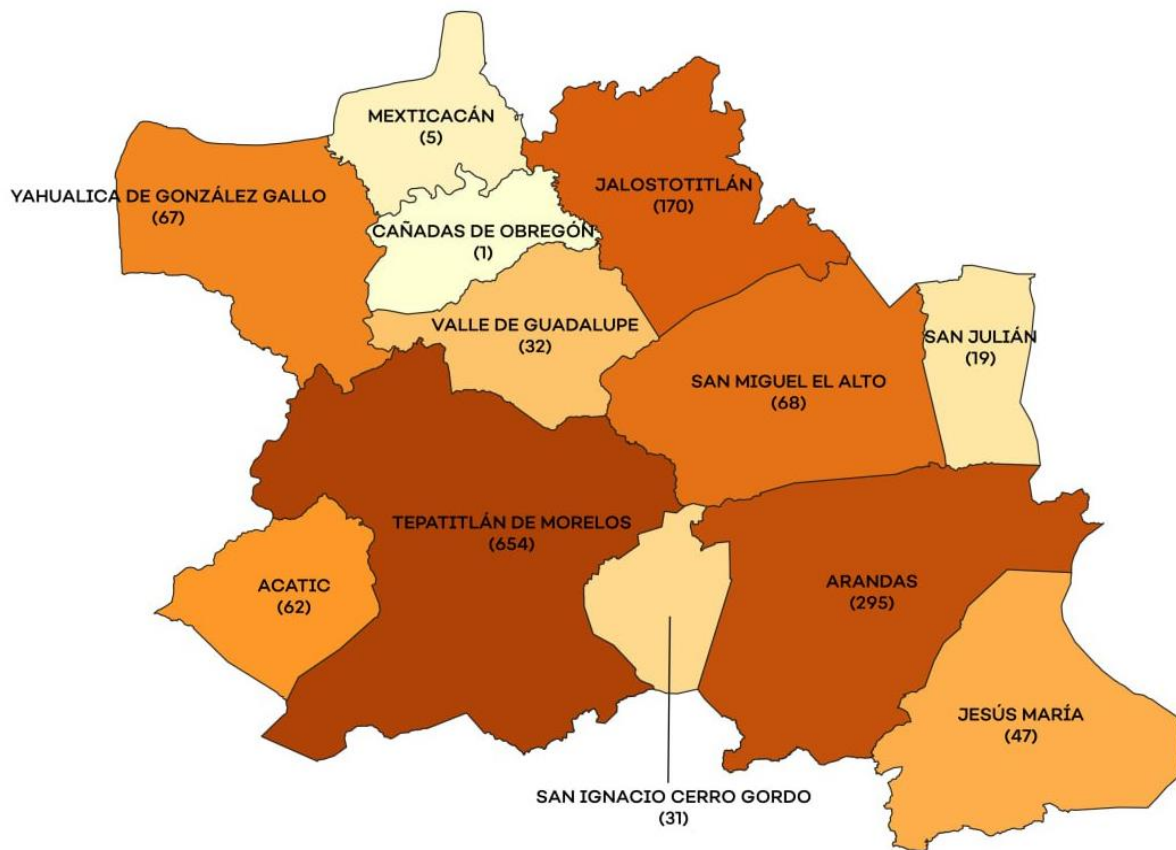 MEXTICACÁN
(5)
YAHUALICA DE GONZÁLEZ GALLO
(67)
JALOSTOTITLÁN
(170)
CAÑADAS DE OBREGÓN
(1)
VALLE DE GUADALUPE
(32)
SAN JULIÁN
(19)
SAN MIGUEL EL ALTO
(68)
TEPATITLÁN DE MORELOS
(654)
ACATIC
(62)
ARANDAS
(295)
JESÚS MARÍA
(47)
SAN IGNACIO CERRO GORDO
(31)